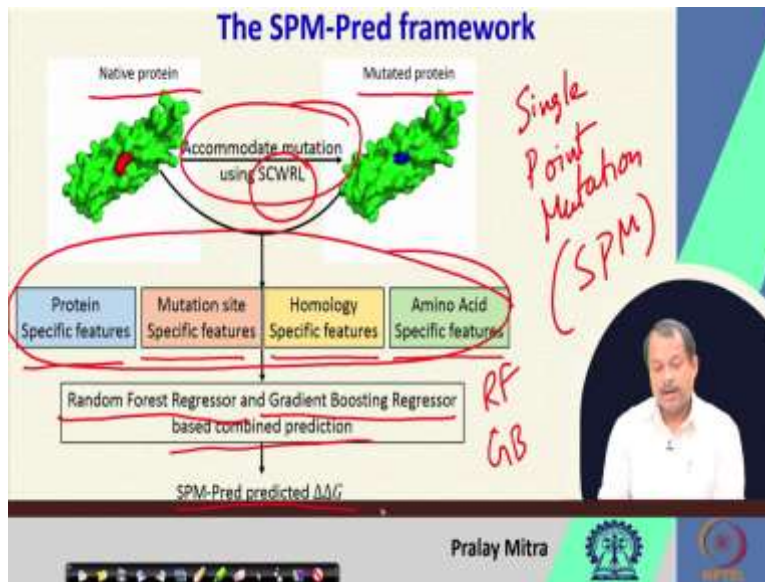 The SPM-Pred framework
Native protein
Mutated protein
Accommodate mutation
using SCWRL
Single
Point
Mutation
(SPM)
Protein
Specific features
Mutation site
Specific features
Homology
Specific features
Amino Acid
Specific features
Random Forest Regressor and Gradient Boosting Regressor
based combined prediction
RF
GB
SPM-Pred predicted ΔΔG
Pralay Mitra